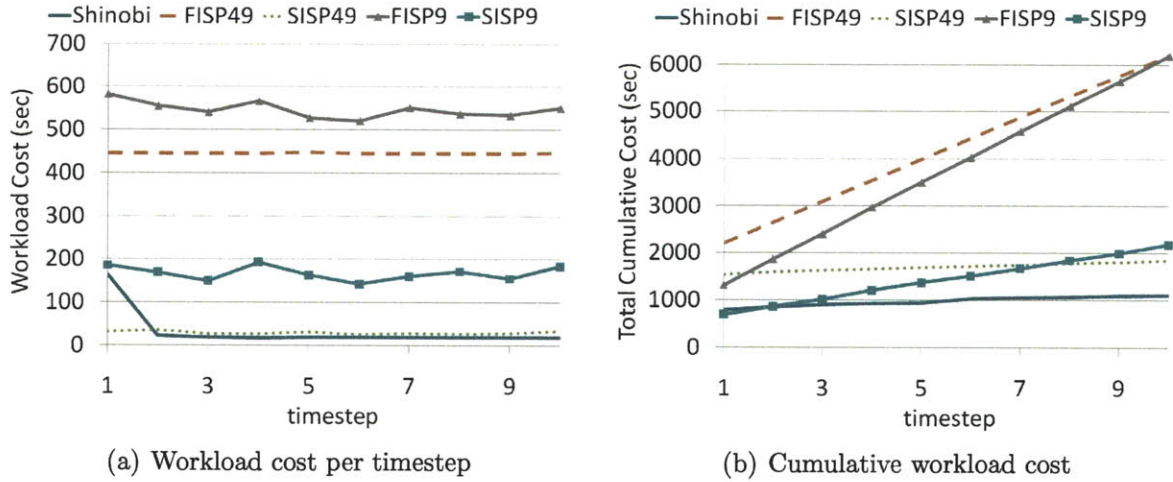 Shinobi FISP49 SISP49 FISP9 SISP9
700
600
500
400
300
200
100
0
Workload Cost (sec)
1 3 5 7 9
timestep
(a) Workload cost per timestep
Shinobi FISP49 SISP49 FISP9 SISP9
6000
5000
4000
3000
2000
1000
0
Total Cumulative Cost (sec)
1 3 5 7 9
timestep
(b) Cumulative workload cost